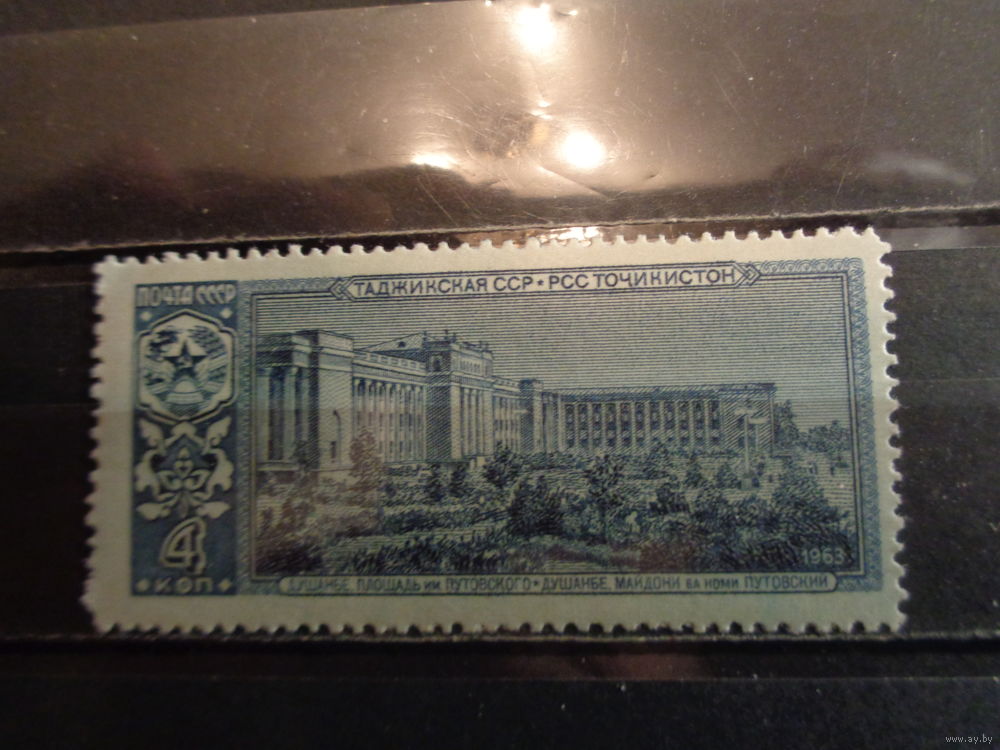 ПОЧТА СССР
ТАДЖИКСКАЯ ССР ★ РСС ТОҶИКИСТОН
4
КОП
1963
ДУШАНБЕ, ПЛОЩАДЬ им. ПУТОВСКОГО ★ ДУШАНБЕ, МАЙДОНИ БА НОМИ ПУТОВСКИЙ
www.ay.by